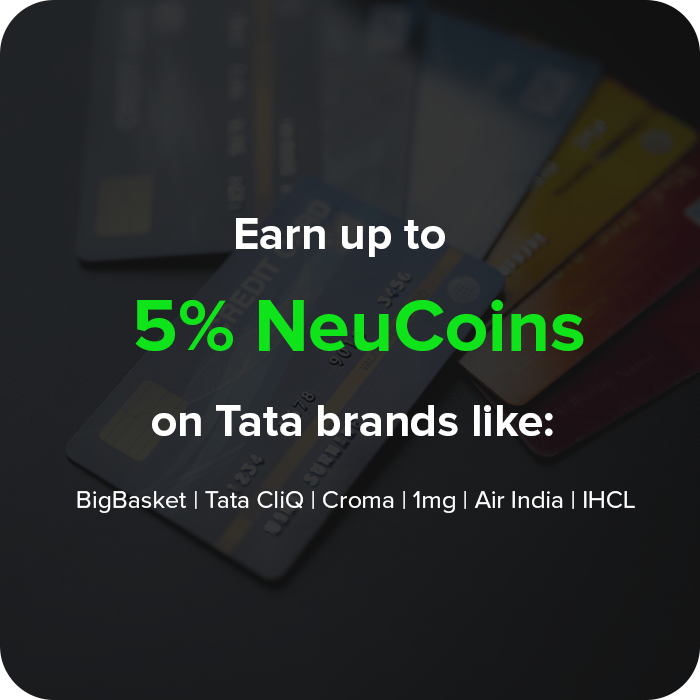 Earn up to
5% NeuCoins
on Tata brands like:
BigBasket | Tata CliQ | Croma | 1mg | Air India | IHCL